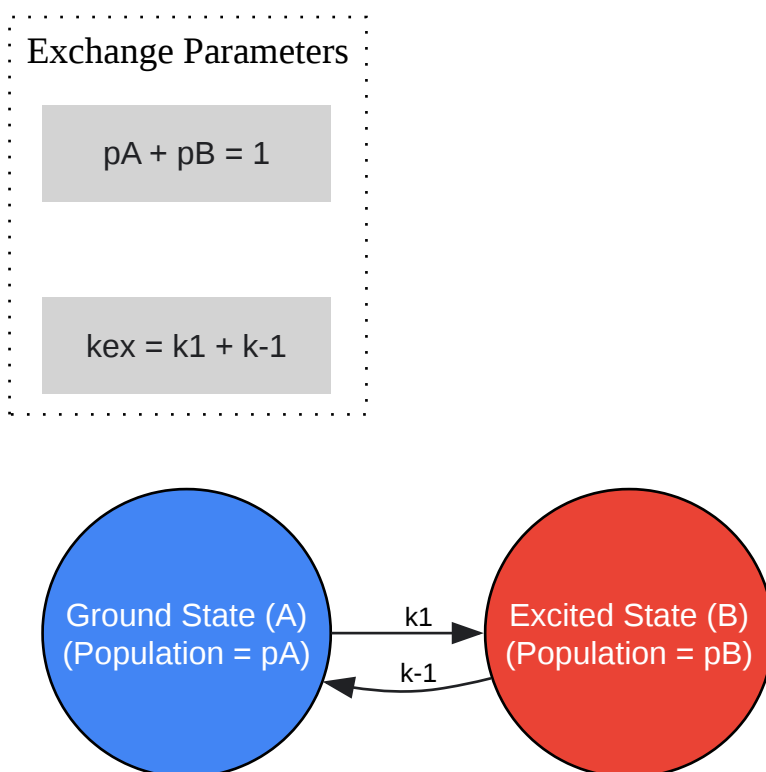 Exchange Parameters
pA + pB = 1
kex = k1 + k-1
Ground State (A)
(Population = pA)
k1
k-1
Excited State (B)
(Population = pB)